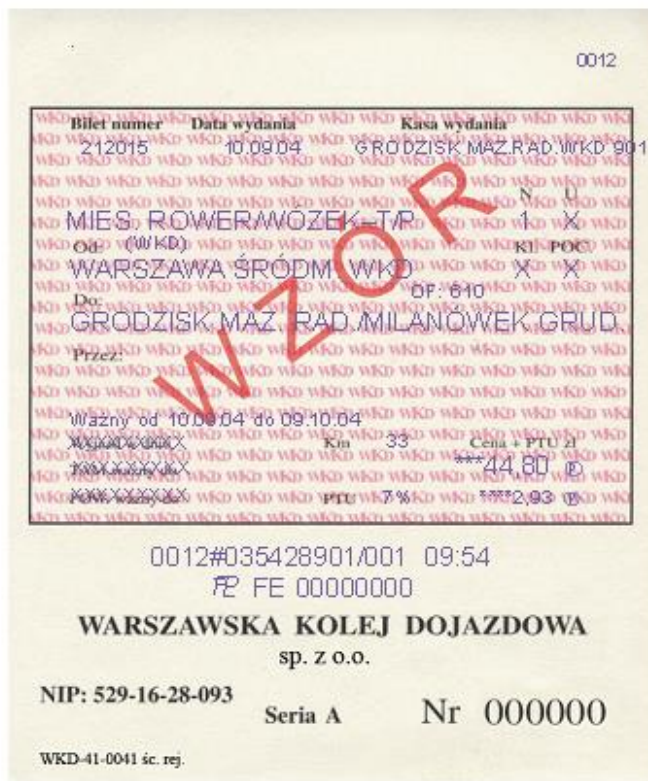 0012
Bilet numer Data wydania Kasa wydania
212015 10.09.04 GRODZISK MAZ.RAD.WKD 901
N U
MIES. ROWER/WÓZEK-T/P 1 X
Od: (WKD) Kl. POC.
WARSZAWA ŚRÓDM. WKD X X
Do: OF: 610
GRODZISK MAZ. RAD./MILANÓWEK GRUD.
Przez:
WZÓR
Ważny od 10.09.04 do 09.10.04
Km 33 Cena + PTU zł
***44,80
PTU 7% ****2,93
0012#035428901/001 09:54
FE 00000000
WARSZAWSKA KOLEJ DOJAZDOWA
sp. z o.o.
NIP: 529-16-28-093
Seria A Nr 000000
WKD-41-0041 śc. rej.